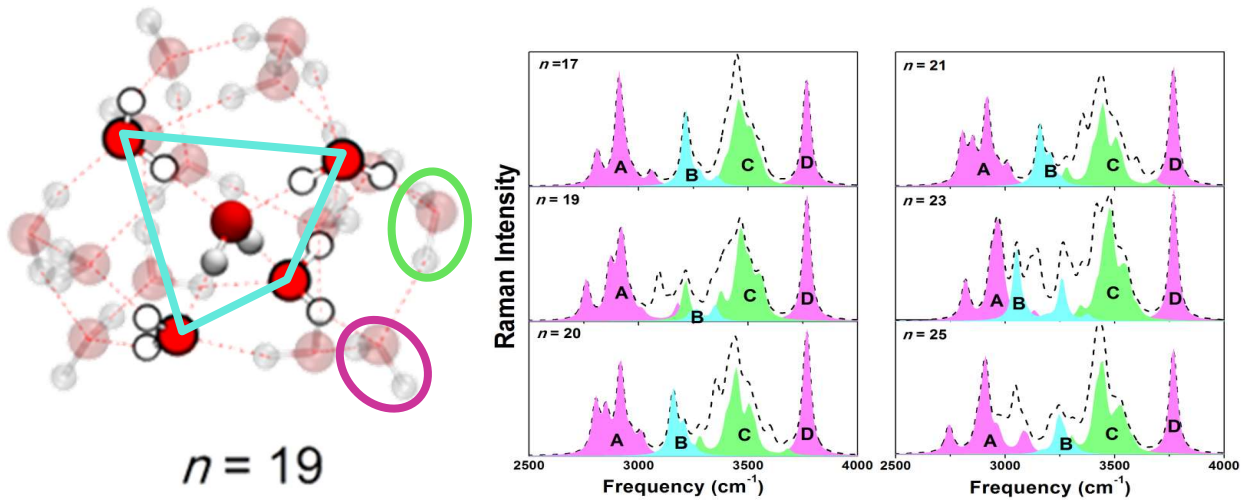 n = 19
Raman Intensity
n =17
A
B
C
D
n = 19
A
B
C
D
n = 20
A
B
C
D
2500 3000 3500 4000
Frequency (cm⁻¹)
n = 21
A
B
C
D
n = 23
A
B
C
D
n = 25
A
B
C
D
2500 3000 3500 4000
Frequency (cm⁻¹)